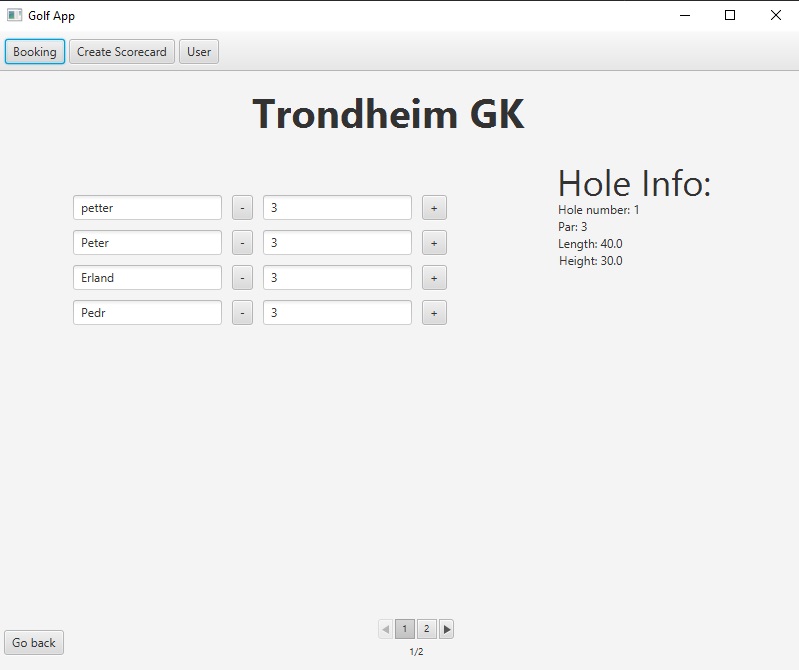 Golf App
Booking Create Scorecard User
Trondheim GK
Hole Info:
Hole number: 1
Par: 3
Length: 40.0
Height: 30.0
petter - 3 +
Peter - 3 +
Erland - 3 +
Pedr - 3 +
1 2
1/2
Go back